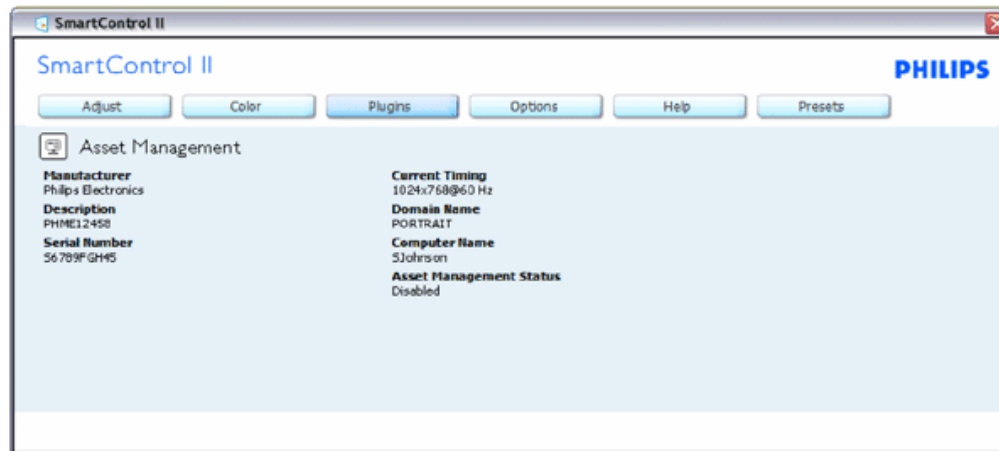 SmartControl II
SmartControl II
PHILIPS
Adjust Color Plugins Options Help Presets
Asset Management
Manufacturer
Philips Electronics
Description
PHME12458
Serial Number
56789FGH45
Current Timing
1024x768@60 Hz
Domain Name
PORTRAIT
Computer Name
SJohnson
Asset Management Status
Disabled